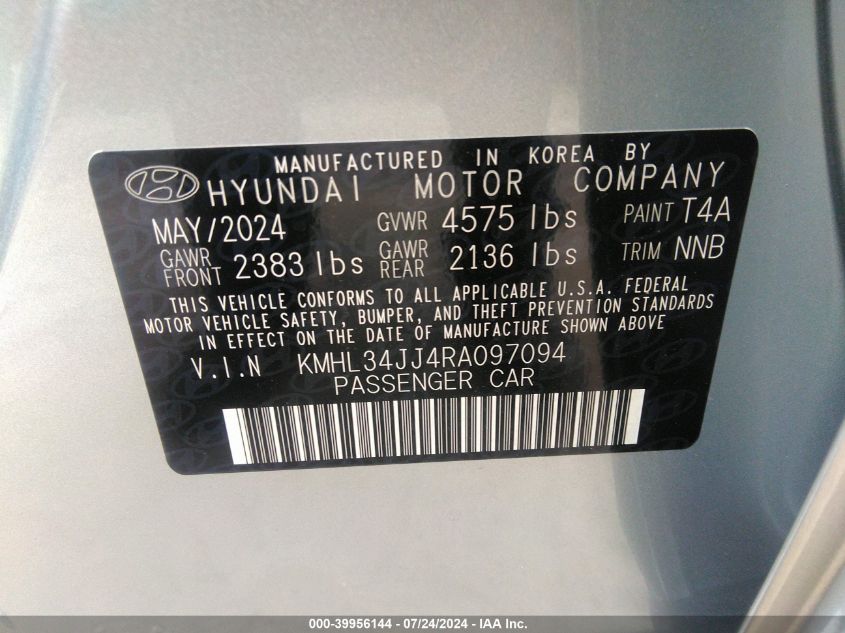 MANUFACTURED IN KOREA BY
HYUNDAI MOTOR COMPANY
MAY/2024 GVWR 4575 lbs PAINT T4A
GAWR FRONT 2383 lbs GAWR REAR 2136 lbs TRIM NNB
THIS VEHICLE CONFORMS TO ALL APPLICABLE U.S.A. FEDERAL
MOTOR VEHICLE SAFETY, BUMPER, AND THEFT PREVENTION STANDARDS
IN EFFECT ON THE DATE OF MANUFACTURE SHOWN ABOVE
V.I.N KMHL34JJ4RA097094
PASSENGER CAR
000-39956144 - 07/24/2024 - IAA Inc.